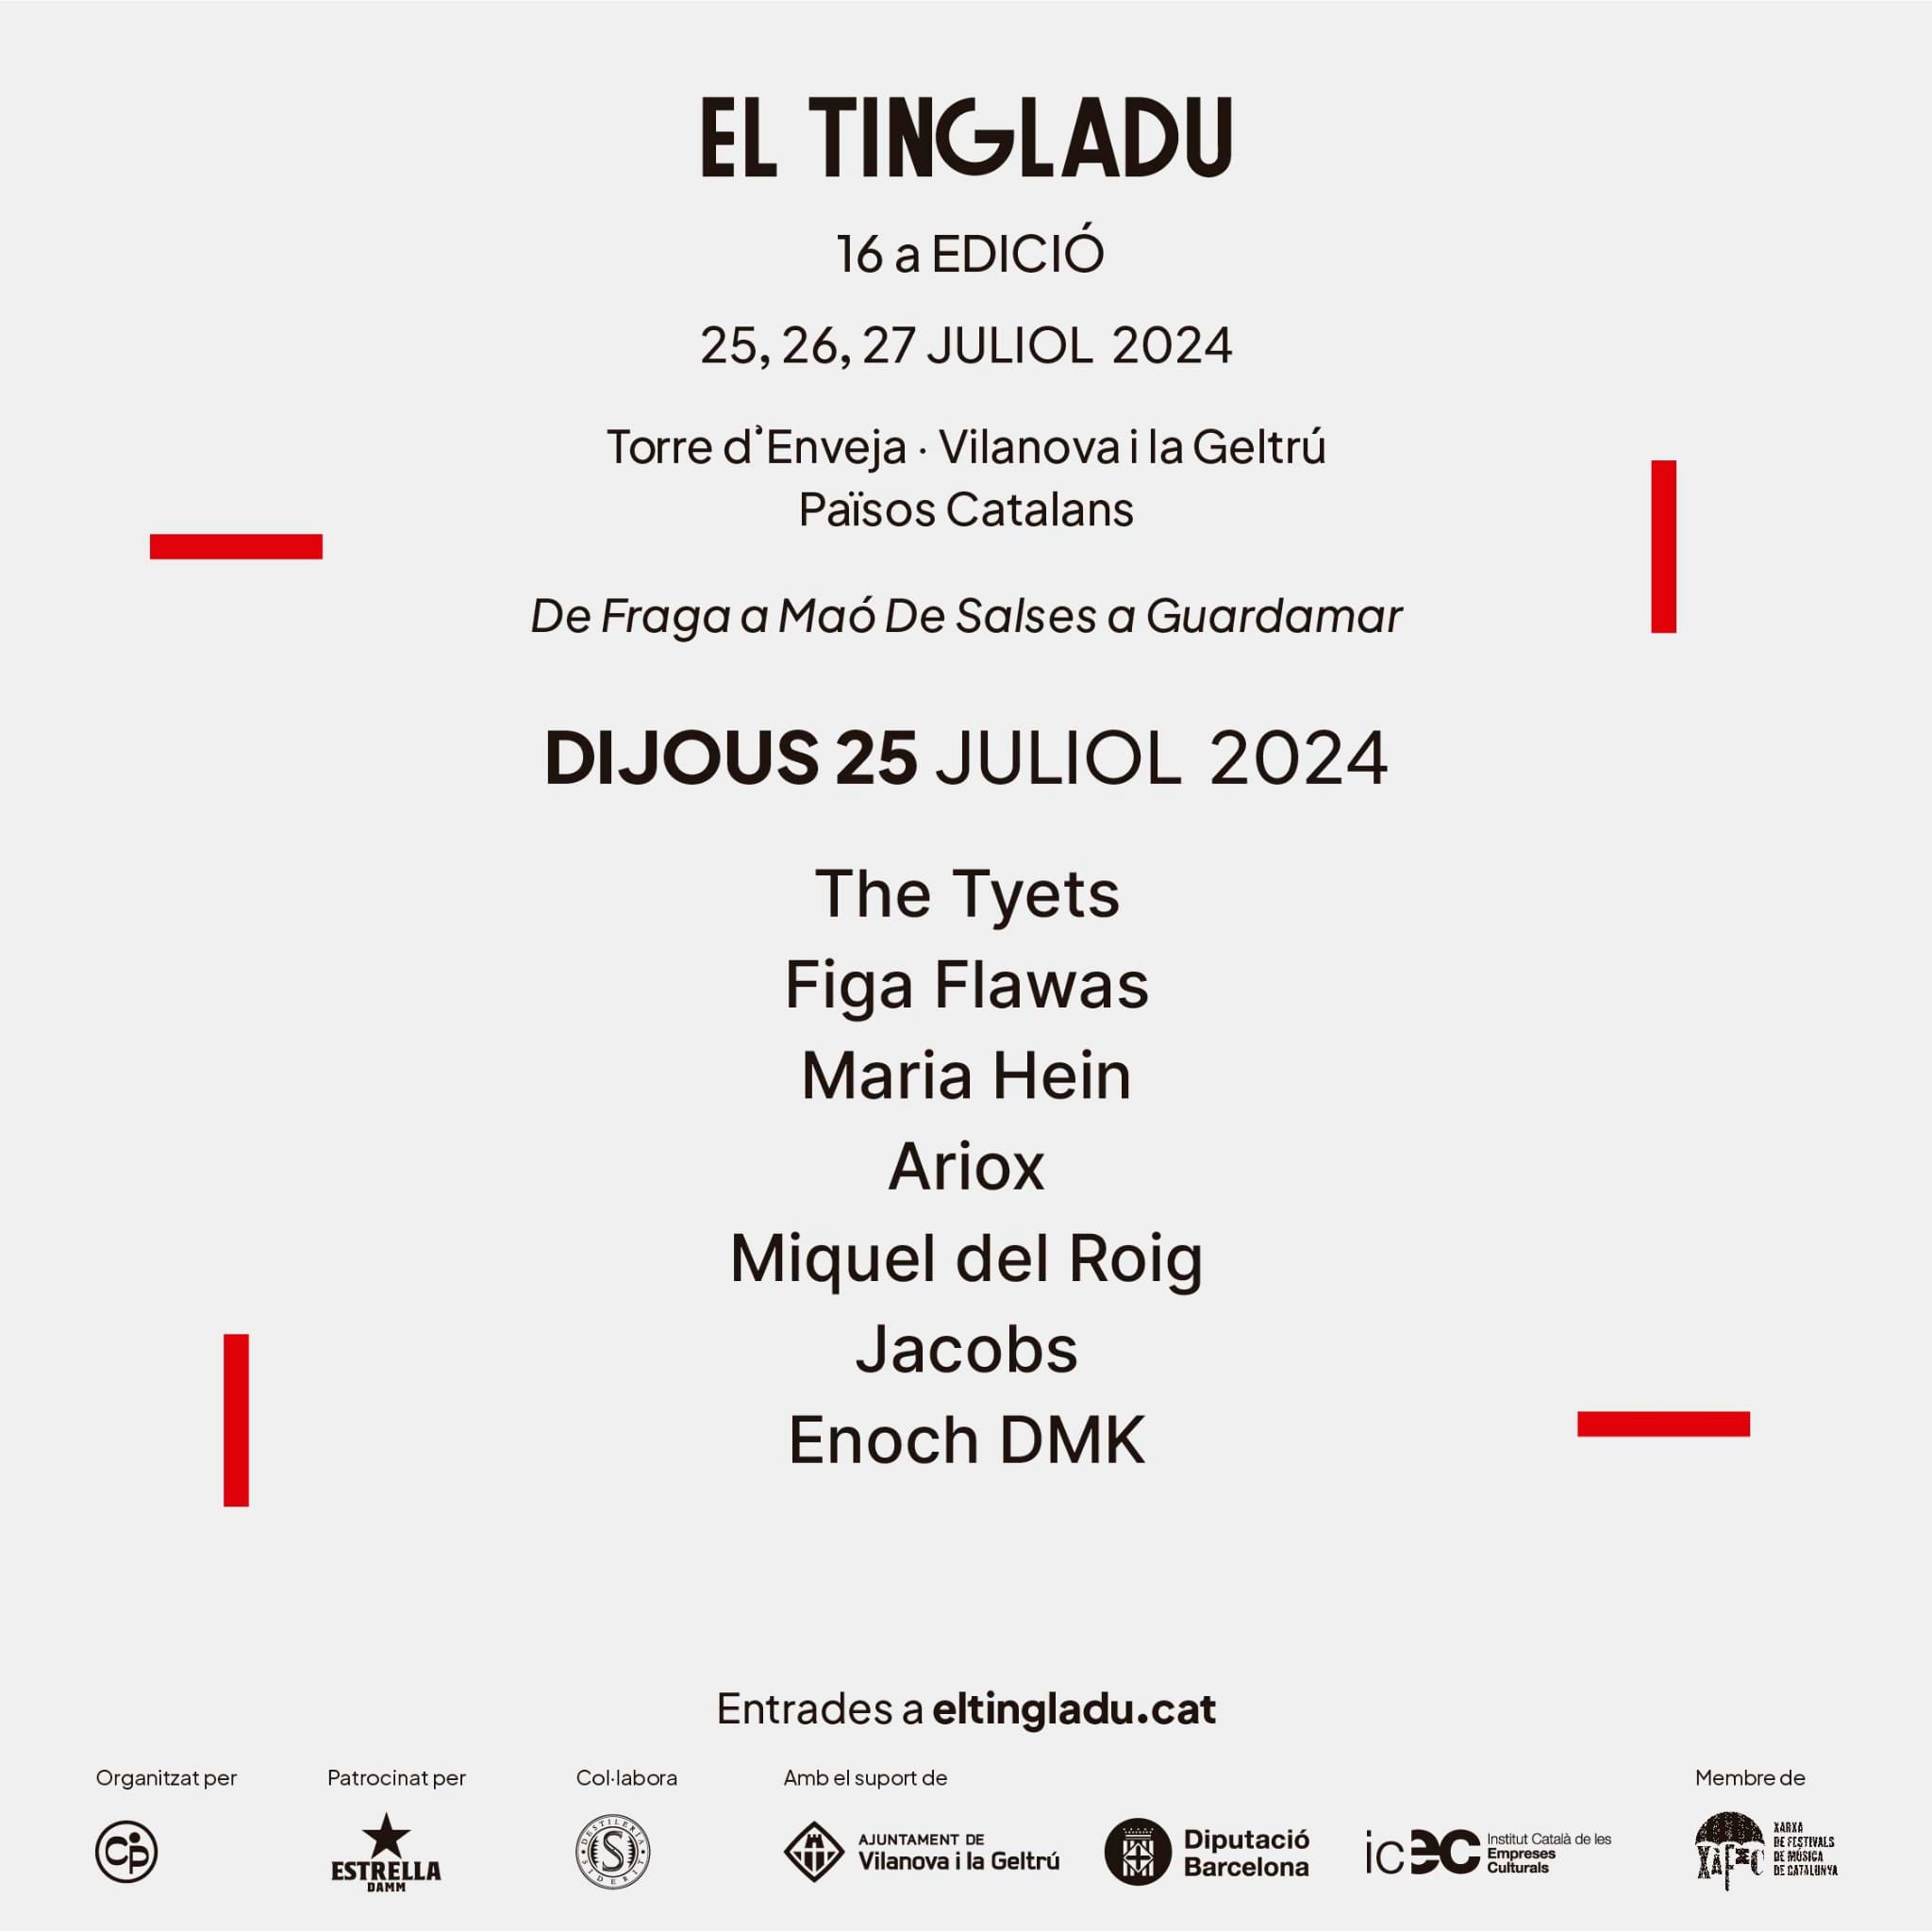 EL TINGLADU
16 a EDICIÓ
25, 26, 27 JULIOL 2024
Torre d'Enveja · Vilanova i la Geltrú
Països Catalans
De Fraga a Maó De Salses a Guardamar
DIJOUS 25 JULIOL 2024
The Tyets
Figa Flawas
Maria Hein
Ariox
Miquel del Roig
Jacobs
Enoch DMK
Entrades a eltingladu.cat
Organitzat per
Patrocinat per
ESTRELLA
DAMM
Col·labora
DESTIL·LERIA
S
Amb el suport de
AJUNTAMENT DE
Vilanova i la Geltrú
Diputació
Barcelona
icec
Institut Català de les
Empreses
Culturals
Membre de
XAFMC
XARXA
DE FESTIVALS
DE MÚSICA
DE CATALUNYA